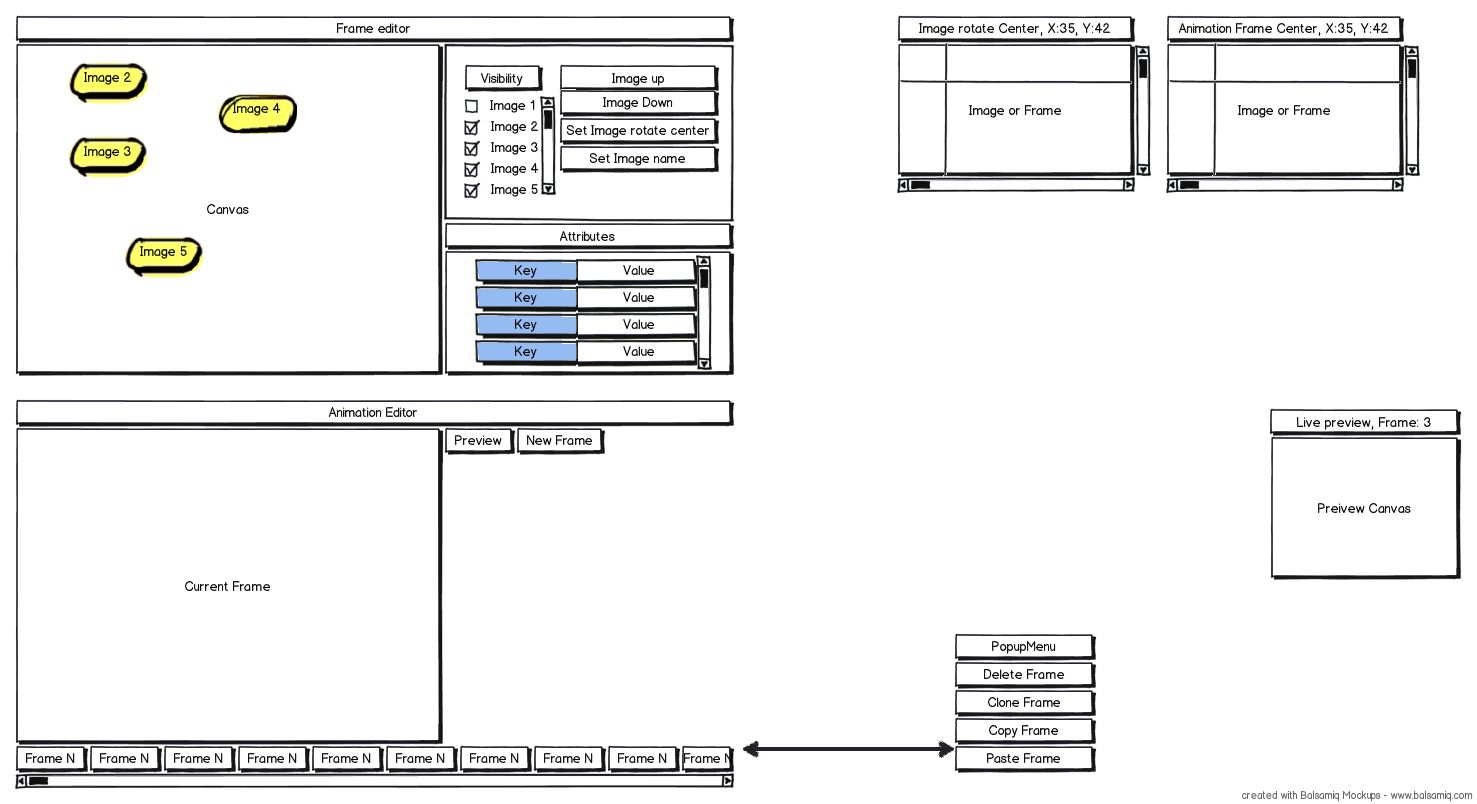 Frame editor
Image 2
Image 4
Image 3
Canvas
Image 5
Visibility
Image 1
Image 2
Image 3
Image 4
Image 5
Image up
Image Down
Set Image rotate center
Set Image name
Attributes
Key Value
Key Value
Key Value
Key Value
Image rotate Center, X:35, Y:42
Image or Frame
Animation Frame Center, X:35, Y:42
Image or Frame
Animation Editor
Current Frame
Preview New Frame
Frame N Frame N Frame N Frame N Frame N Frame N Frame N Frame N Frame N Frame N
PopupMenu
Delete Frame
Clone Frame
Copy Frame
Paste Frame
Live preview, Frame: 3
Preivew Canvas
created with Balsamiq Mockups - www.balsamiq.com